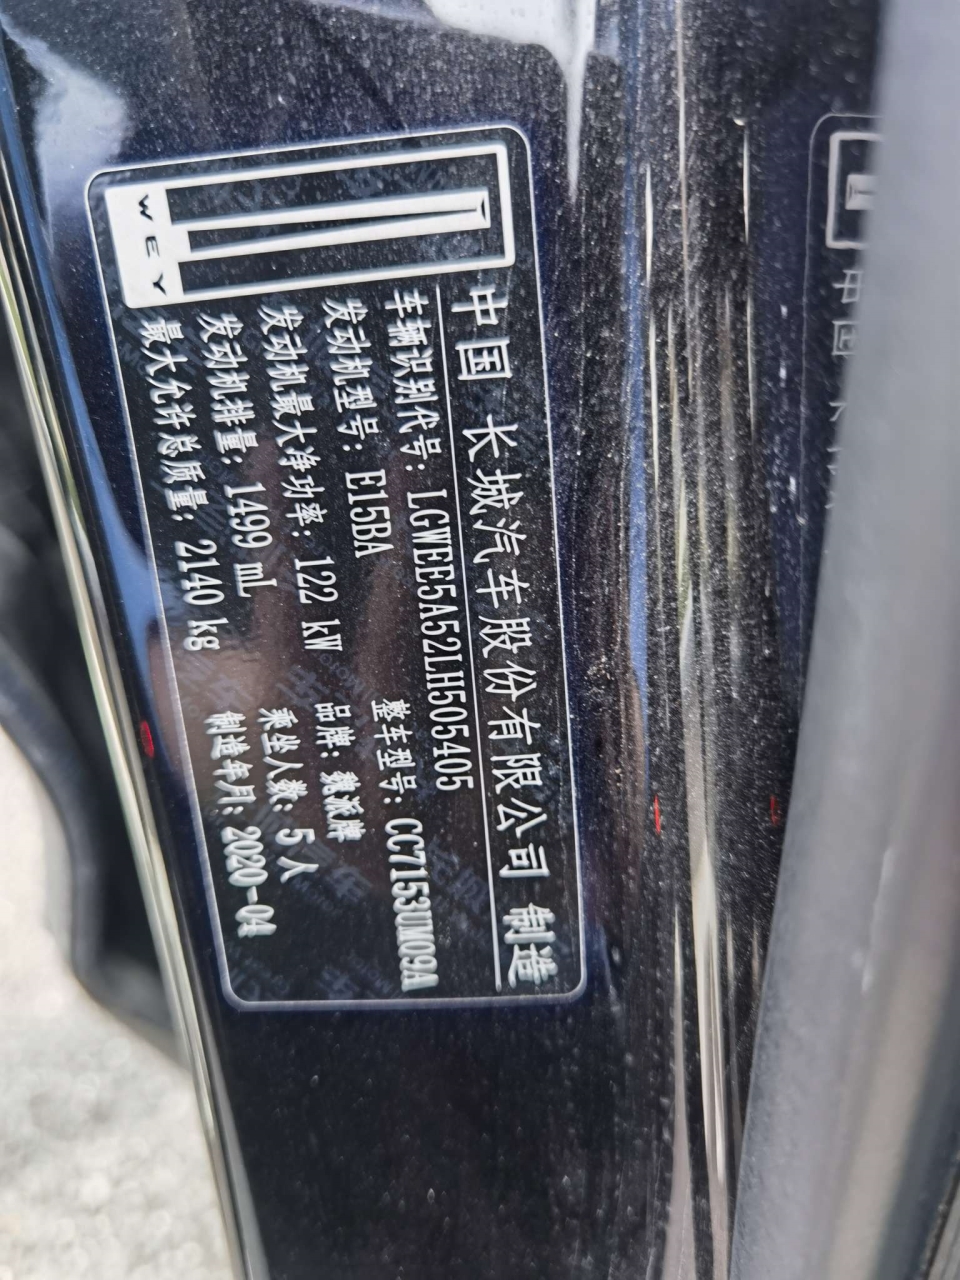 WEY
中国 长城汽车股份有限公司 制造
车辆识别代号：LGWEE5A52LH505405
发动机型号：E15BA 整车型号：CC7153UM09A
发动机最大净功率：122 kW 品牌：魏派牌
发动机排量：1499 mL 乘坐人数：5 人
最大允许总质量：2140 kg 制造年月：2020-04
中国